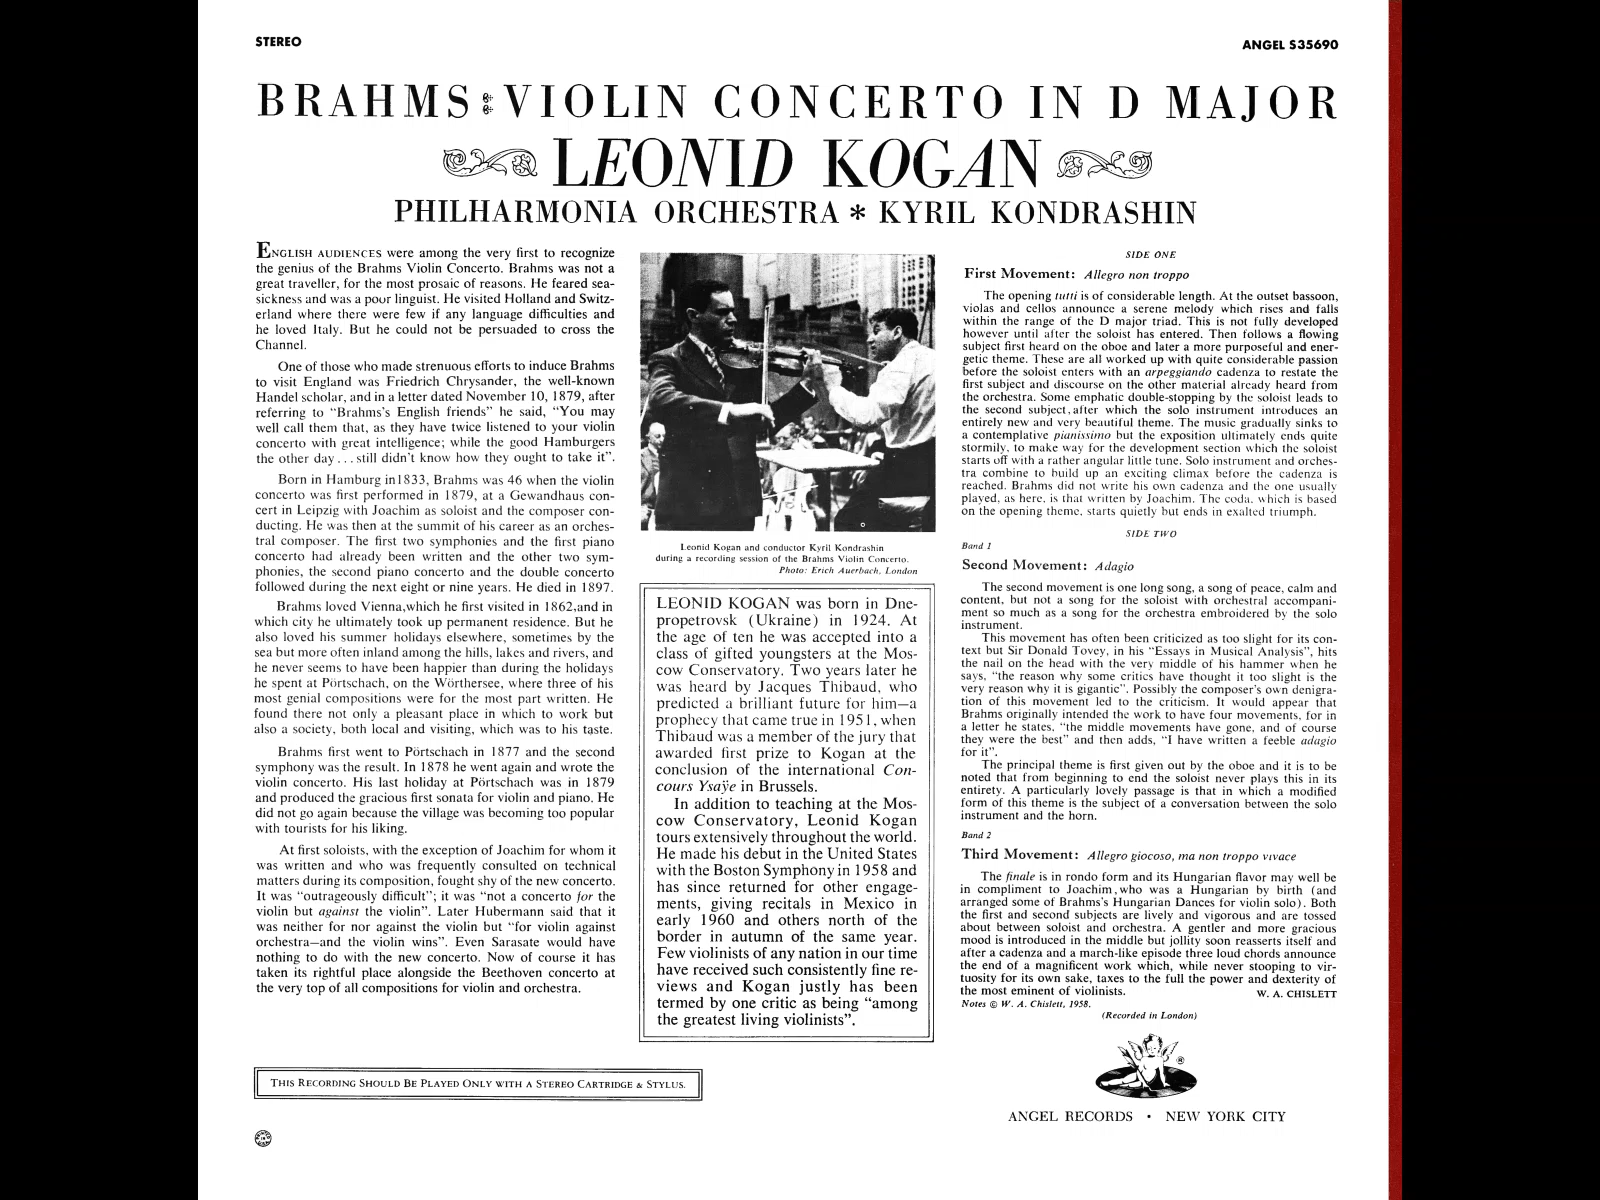 STEREO
ANGEL S35690
BRAHMS: VIOLIN CONCERTO IN D MAJOR
LEONID KOGAN
PHILHARMONIA ORCHESTRA * KYRIL KONDRASHIN
ENGLISH AUDIENCES were among the very first to recognize
the genius of the Brahms Violin Concerto. Brahms was not a
great traveller, for the most prosaic of reasons. He feared sea-
sickness and was a poor linguist. He visited Holland and Switz-
erland where there were few if any language difficulties and
he loved Italy. But he could not be persuaded to cross the
Channel.
One of those who made strenuous efforts to induce Brahms
to visit England was Friedrich Chrysander, the well-known
Handel scholar, and in a letter dated November 10, 1879, after
referring to “Brahms's English friends” he said, “You may
well call them that, as they have twice listened to your violin
concerto with great intelligence; while the good Hamburgers
the other day . . . still didn't know how they ought to take it”.
Born in Hamburg in1833, Brahms was 46 when the violin
concerto was first performed in 1879, at a Gewandhaus con-
cert in Leipzig with Joachim as soloist and the composer con-
ducting. He was then at the summit of his career as an orches-
tral composer. The first two symphonies and the first piano
concerto had already been written and the other two sym-
phonies, the second piano concerto and the double concerto
followed during the next eight or nine years. He died in 1897.
Brahms loved Vienna,which he first visited in 1862,and in
which city he ultimately took up permanent residence. But he
also loved his summer holidays elsewhere, sometimes by the
sea but more often inland among the hills, lakes and rivers, and
he never seems to have been happier than during the holidays
he spent at Pörtschach, on the Wörthersee, where three of his
most genial compositions were for the most part written. He
found there not only a pleasant place in which to work but
also a society, both local and visiting, which was to his taste.
Brahms first went to Pörtschach in 1877 and the second
symphony was the result. In 1878 he went again and wrote the
violin concerto. His last holiday at Pörtschach was in 1879
and produced the gracious first sonata for violin and piano. He
did not go again because the village was becoming too popular
with tourists for his liking.
At first soloists, with the exception of Joachim for whom it
was written and who was frequently consulted on technical
matters during its composition, fought shy of the new concerto.
It was “outrageously difficult”; it was “not a concerto for the
violin but against the violin”. Later Hubermann said that it
was neither for nor against the violin but “for violin against
orchestra—and the violin wins”. Even Sarasate would have
nothing to do with the new concerto. Now of course it has
taken its rightful place alongside the Beethoven concerto at
the very top of all compositions for violin and orchestra.
Leonid Kogan and conductor Kyril Kondrashin
during a recording session of the Brahms Violin Concerto.
Photo: Erich Auerbach, London
LEONID KOGAN was born in Dne-
propetrovsk (Ukraine) in 1924. At
the age of ten he was accepted into a
class of gifted youngsters at the Mos-
cow Conservatory. Two years later he
was heard by Jacques Thibaud, who
predicted a brilliant future for him—a
prophecy that came true in 1951, when
Thibaud was a member of the jury that
awarded first prize to Kogan at the
conclusion of the international Con-
cours Ysaÿe in Brussels.
In addition to teaching at the Mos-
cow Conservatory, Leonid Kogan
tours extensively throughout the world.
He made his debut in the United States
with the Boston Symphony in 1958 and
has since returned for other engage-
ments, giving recitals in Mexico in
early 1960 and others north of the
border in autumn of the same year.
Few violinists of any nation in our time
have received such consistently fine re-
views and Kogan justly has been
termed by one critic as being “among
the greatest living violinists”.
SIDE ONE
First Movement: Allegro non troppo
The opening tutti is of considerable length. At the outset bassoon,
violas and cellos announce a serene melody which rises and falls
within the range of the D major triad. This is not fully developed
however until after the soloist has entered. Then follows a flowing
subject first heard on the oboe and later a more purposeful and ener-
getic theme. These are all worked up with quite considerable passion
before the soloist enters with an arpeggiando cadenza to restate the
first subject and discourse on the other material already heard from
the orchestra. Some emphatic double-stopping by the soloist leads to
the second subject,after which the solo instrument introduces an
entirely new and very beautiful theme. The music gradually sinks to
a contemplative pianissimo but the exposition ultimately ends quite
stormily, to make way for the development section which the soloist
starts off with a rather angular little tune. Solo instrument and orches-
tra combine to build up an exciting climax before the cadenza is
reached. Brahms did not write his own cadenza and the one usually
played, as here, is that written by Joachim. The coda, which is based
on the opening theme, starts quietly but ends in exalted triumph.
SIDE TWO
Band 1
Second Movement: Adagio
The second movement is one long song, a song of peace, calm and
content, but not a song for the soloist with orchestral accompani-
ment so much as a song for the orchestra embroidered by the solo
instrument.
This movement has often been criticized as too slight for its con-
text but Sir Donald Tovey, in his “Essays in Musical Analysis”, hits
the nail on the head with the very middle of his hammer when he
says, “the reason why some critics have thought it too slight is the
very reason why it is gigantic”. Possibly the composer's own denigra-
tion of this movement led to the criticism. It would appear that
Brahms originally intended the work to have four movements, for in
a letter he states, “the middle movements have gone, and of course
they were the best” and then adds, “I have written a feeble adagio
for it”.
The principal theme is first given out by the oboe and it is to be
noted that from beginning to end the soloist never plays this in its
entirety. A particularly lovely passage is that in which a modified
form of this theme is the subject of a conversation between the solo
instrument and the horn.
Band 2
Third Movement: Allegro giocoso, ma non troppo vivace
The finale is in rondo form and its Hungarian flavor may well be
in compliment to Joachim,who was a Hungarian by birth (and
arranged some of Brahms's Hungarian Dances for violin solo). Both
the first and second subjects are lively and vigorous and are tossed
about between soloist and orchestra. A gentler and more gracious
mood is introduced in the middle but jollity soon reasserts itself and
after a cadenza and a march-like episode three loud chords announce
the end of a magnificent work which, while never stooping to vir-
tuosity for its own sake, taxes to the full the power and dexterity of
the most eminent of violinists.
W. A. CHISLETT
Notes © W. A. Chislett, 1958.
(Recorded in London)
®
THIS RECORDING SHOULD BE PLAYED ONLY WITH A STEREO CARTRIDGE & STYLUS.
ANGEL RECORDS • NEW YORK CITY